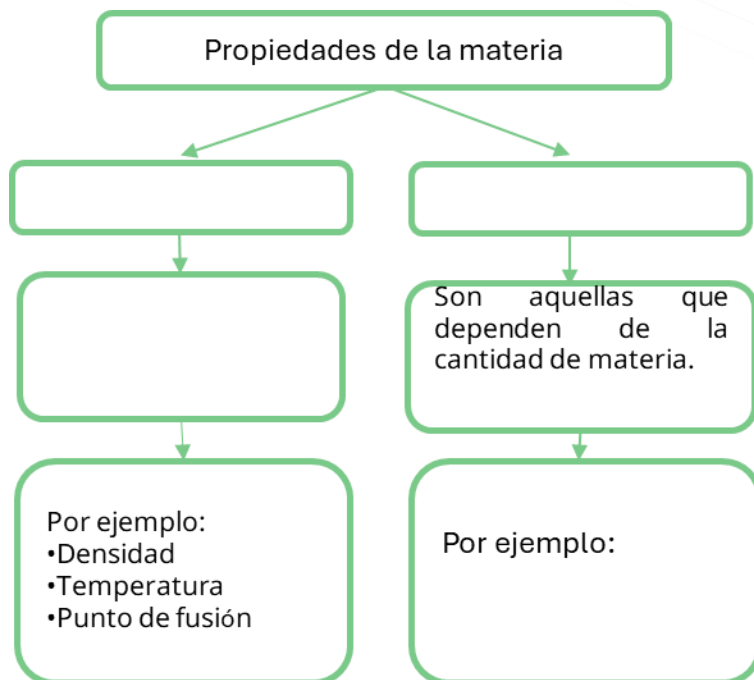 Propiedades de la materia
Son aquellas que
dependen de la
cantidad de materia.
Por ejemplo:
•Densidad
•Temperatura
•Punto de fusión
Por ejemplo: